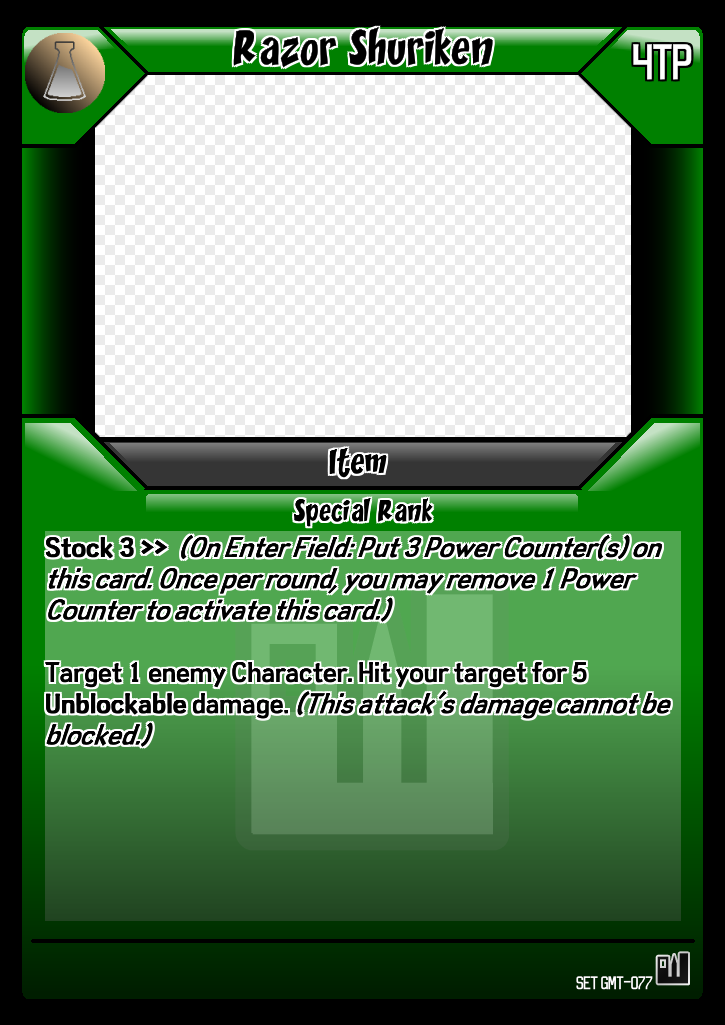 Razor Shuriken
4TP
Item
Special Rank
Stock 3 >> (On Enter Field: Put 3 Power Counter(s) on
this card. Once per round, you may remove 1 Power
Counter to activate this card.)
Target 1 enemy Character. Hit your target for 5
Unblockable damage. (This attack's damage cannot be
blocked.)
SET GMT-077